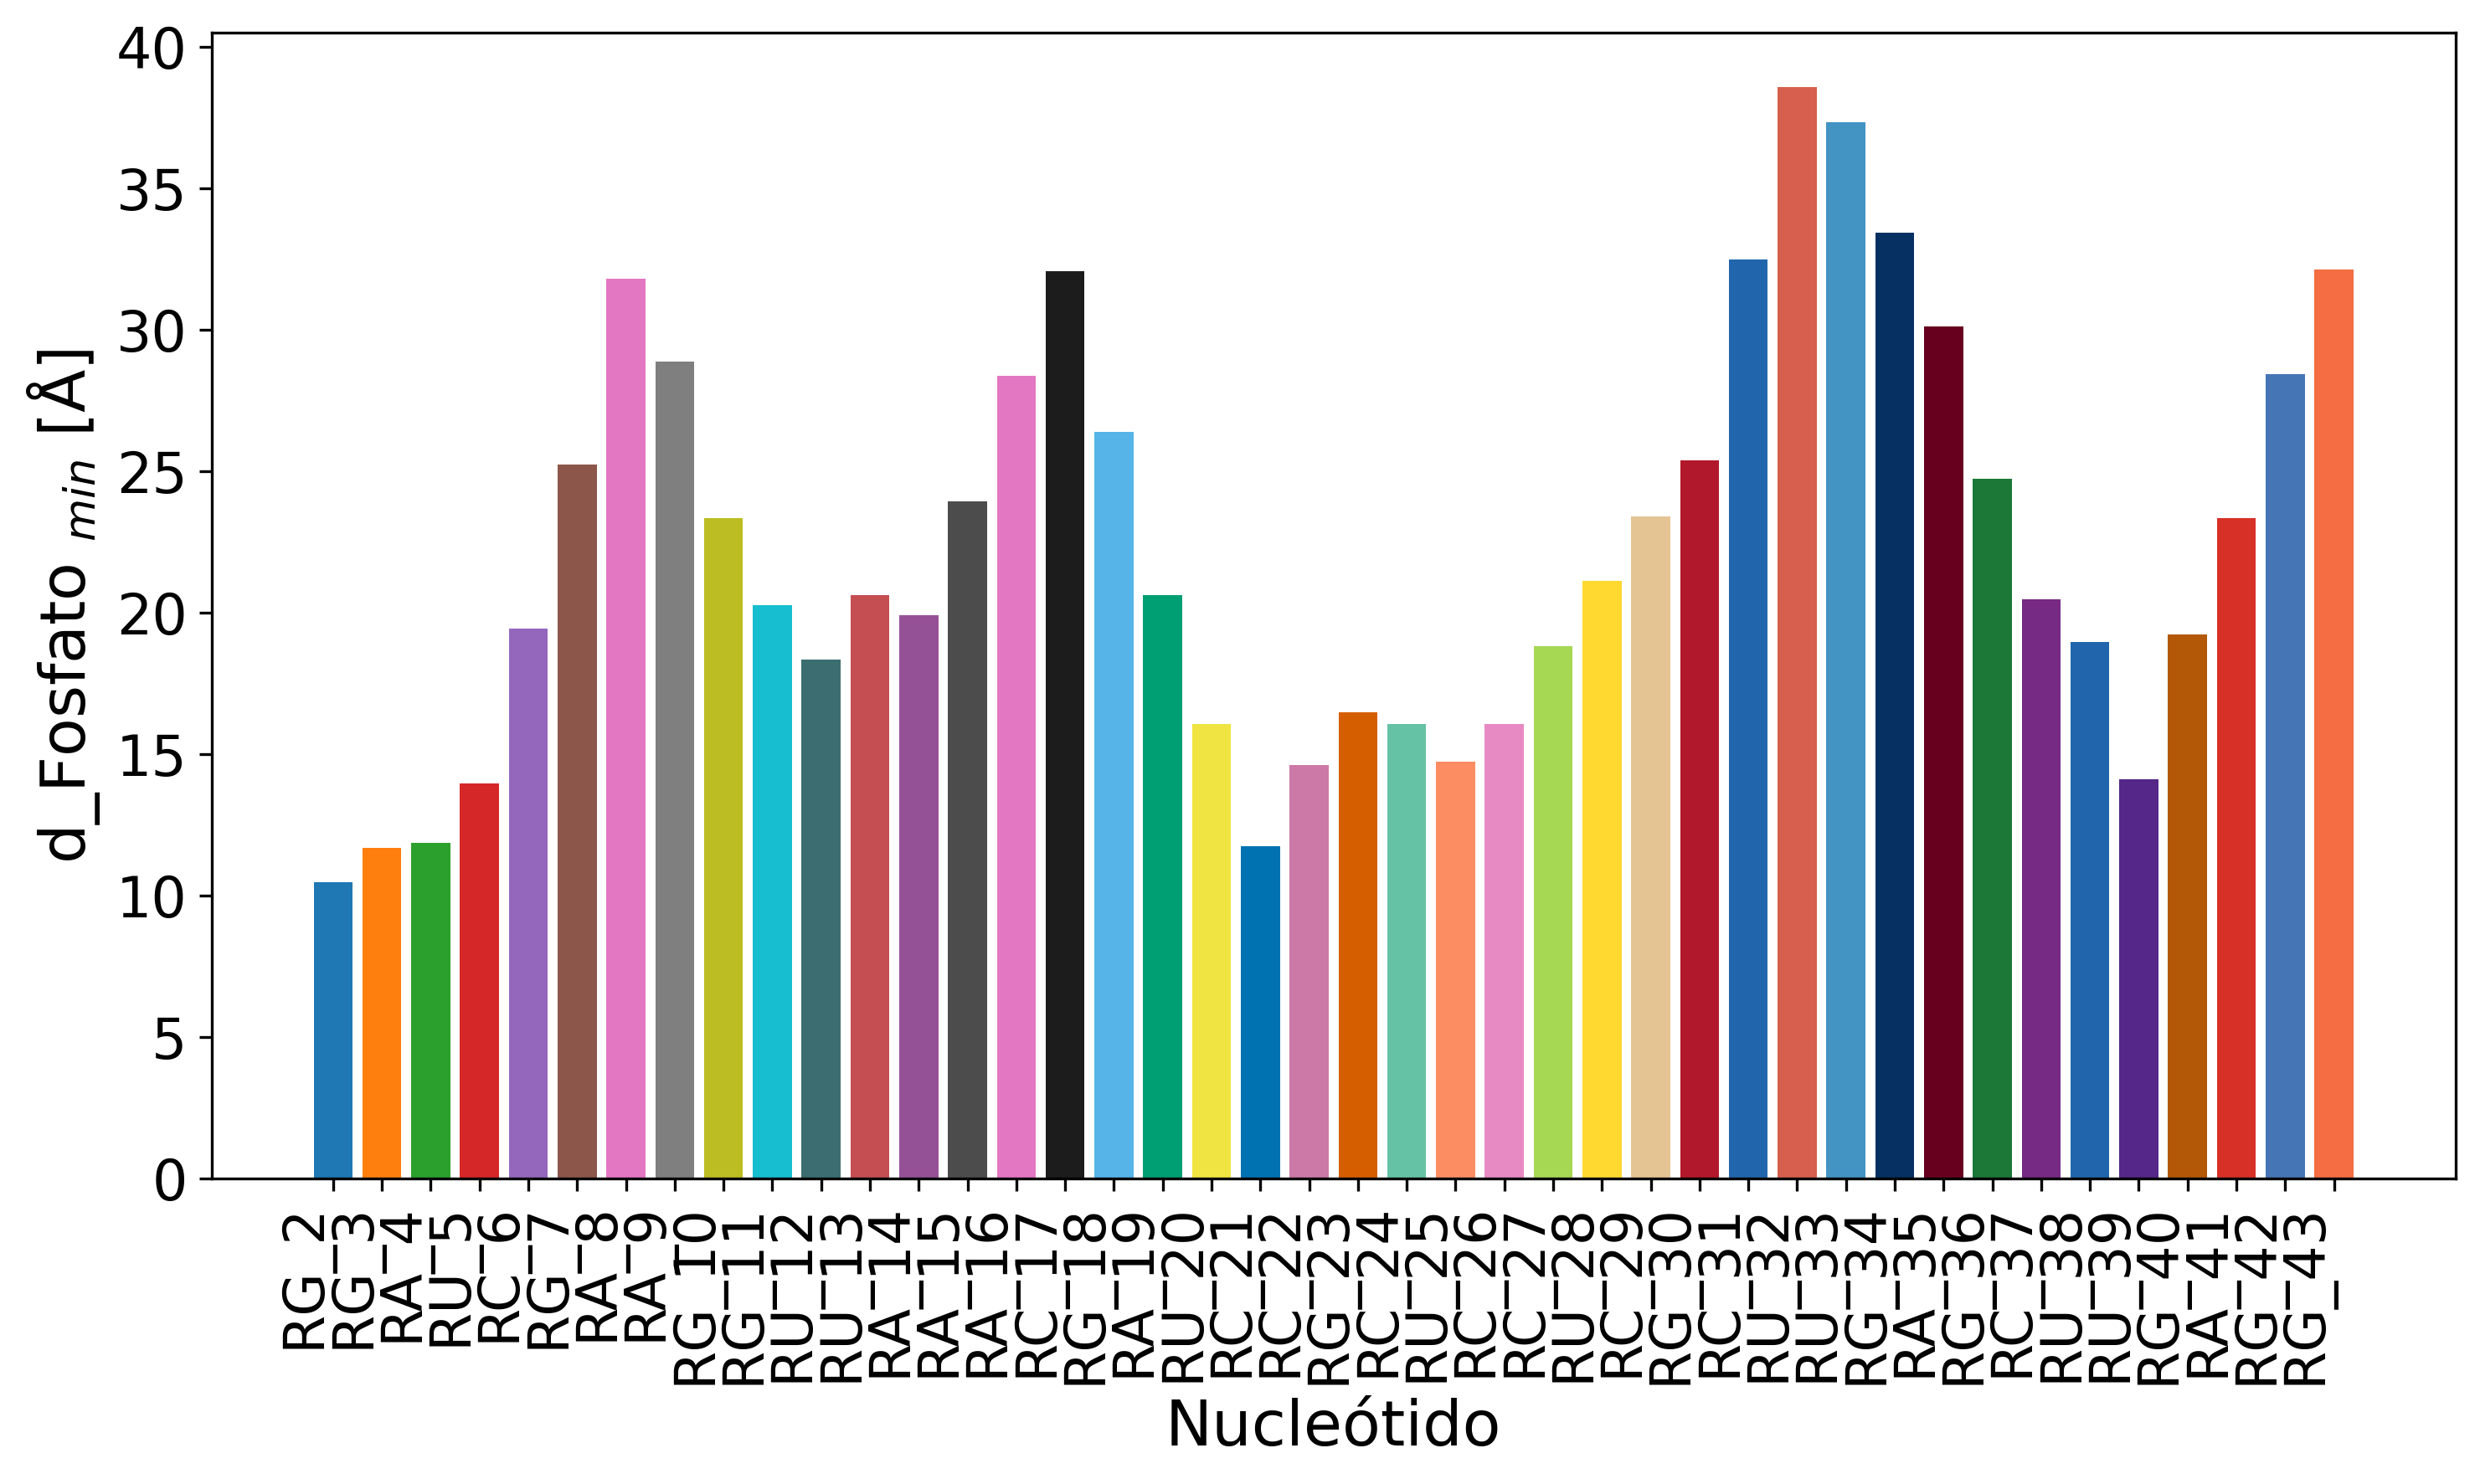 40
35
30
25
20
15
10
5
0
d_Fosfato min [Å]
RG_2
RG_3
RA_4
RU_5
RC_6
RG_7
RA_8
RA_9
RG_10
RG_11
RU_12
RU_13
RA_14
RA_15
RA_16
RC_17
RG_18
RA_19
RU_20
RC_21
RC_22
RG_23
RC_24
RU_25
RC_26
RC_27
RU_28
RC_29
RG_30
RC_31
RU_32
RU_33
RG_34
RA_35
RG_36
RC_37
RU_38
RU_39
RG_40
RA_41
RG_42
RG_43
Nucleótido